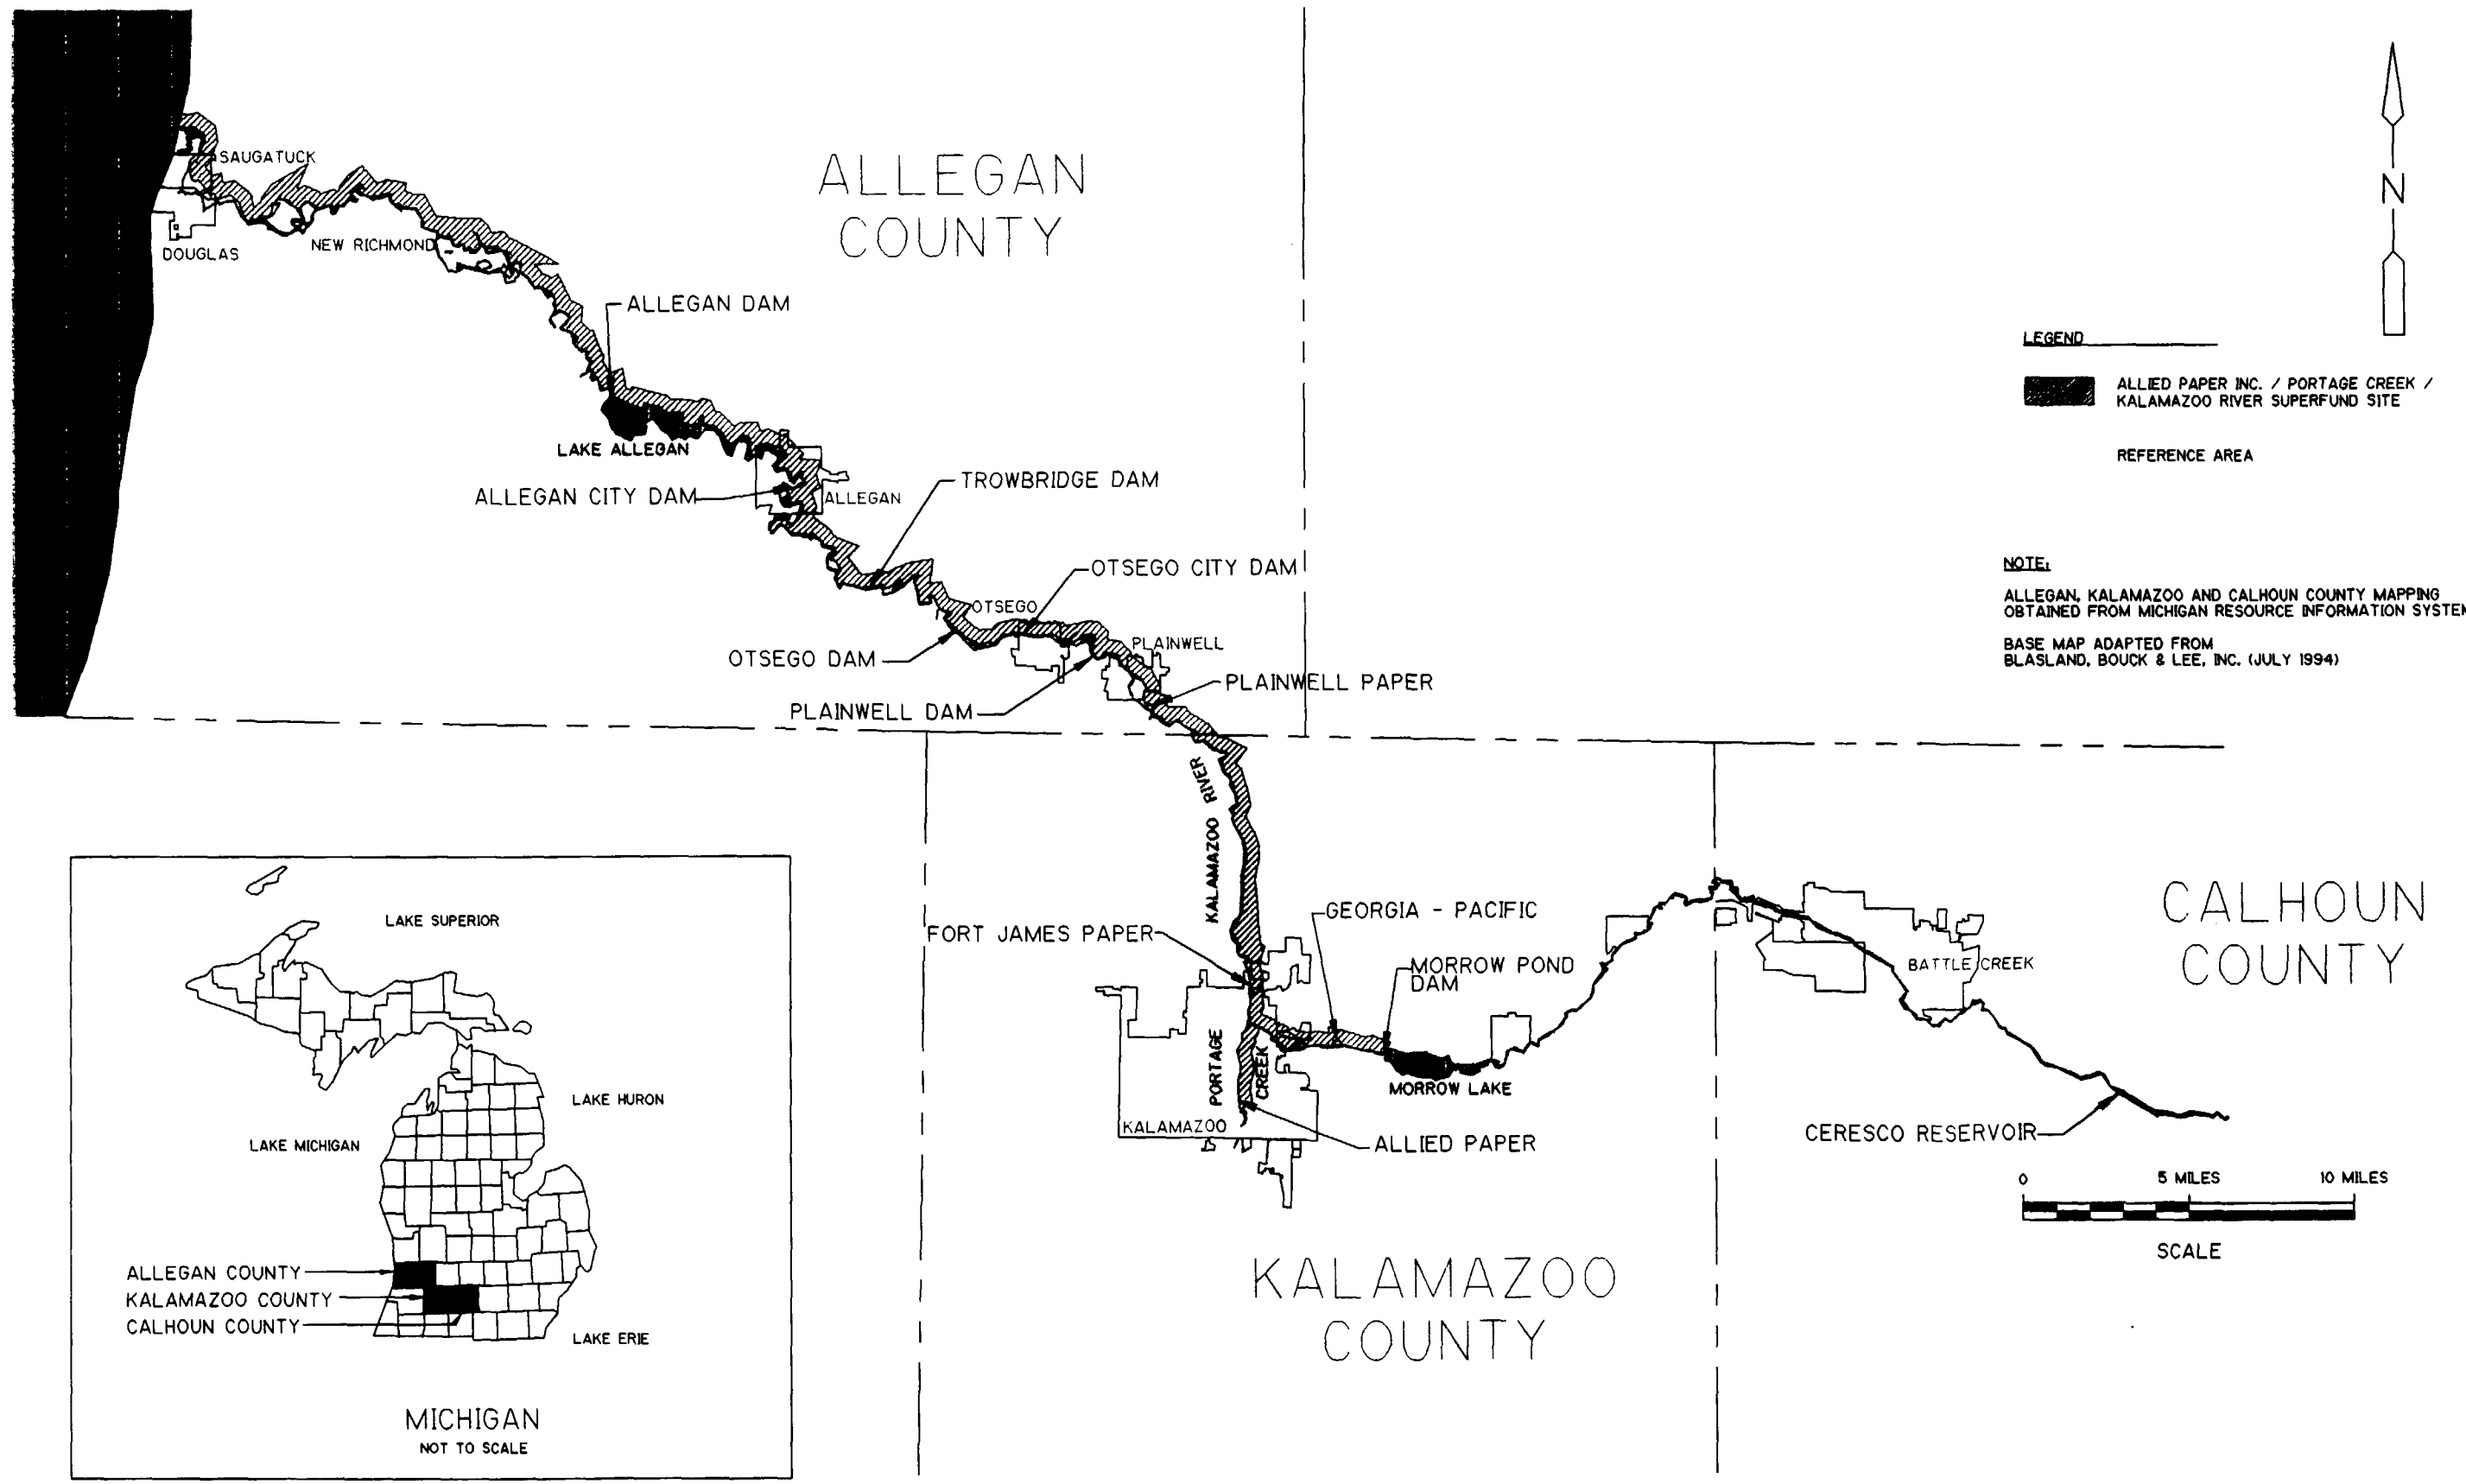 ALLEGAN
COUNTY
SAUGATUCK
DOUGLAS
NEW RICHMOND
ALLEGAN DAM
LAKE ALLEGAN
ALLEGAN CITY DAM
ALLEGAN
TROWBRIDGE DAM
OTSEGO CITY DAM
OTSEGO
OTSEGO DAM
PLAINWELL
PLAINWELL PAPER
PLAINWELL DAM
N
LEGEND
ALLIED PAPER INC. / PORTAGE CREEK /
KALAMAZOO RIVER SUPERFUND SITE
REFERENCE AREA
NOTE:
ALLEGAN, KALAMAZOO AND CALHOUN COUNTY MAPPING
OBTAINED FROM MICHIGAN RESOURCE INFORMATION SYSTEM
BASE MAP ADAPTED FROM
BLASLAND, BOUCK & LEE, INC. (JULY 1994)
KALAMAZOO RIVER
FORT JAMES PAPER
GEORGIA - PACIFIC
MORROW POND
DAM
MORROW LAKE
PORTAGE
CREEK
KALAMAZOO
ALLIED PAPER
BATTLE CREEK
CALHOUN
COUNTY
CERESCO RESERVOIR
0 5 MILES 10 MILES
SCALE
KALAMAZOO
COUNTY
LAKE SUPERIOR
LAKE HURON
LAKE MICHIGAN
ALLEGAN COUNTY
KALAMAZOO COUNTY
CALHOUN COUNTY
LAKE ERIE
MICHIGAN
NOT TO SCALE